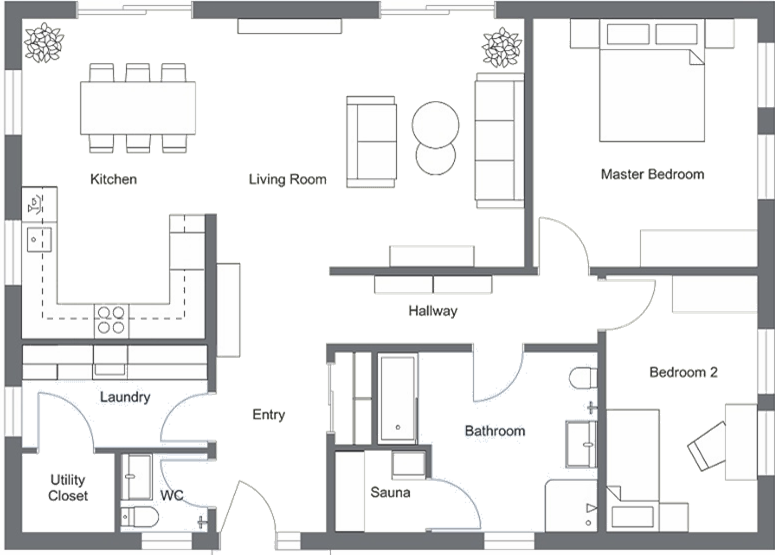 Kitchen
Living Room
Master Bedroom
Hallway
Bedroom 2
Laundry
Entry
Bathroom
Utility
Closet
WC
Sauna